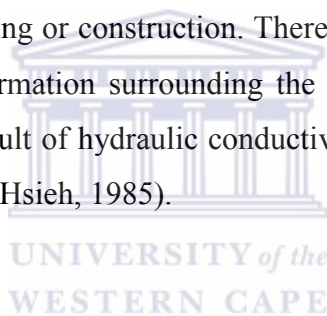 ng or construction. There
rmation surrounding the
ult of hydraulic conductiv
Hsieh, 1985).
UNIVERSITY of the
WESTERN CAPE